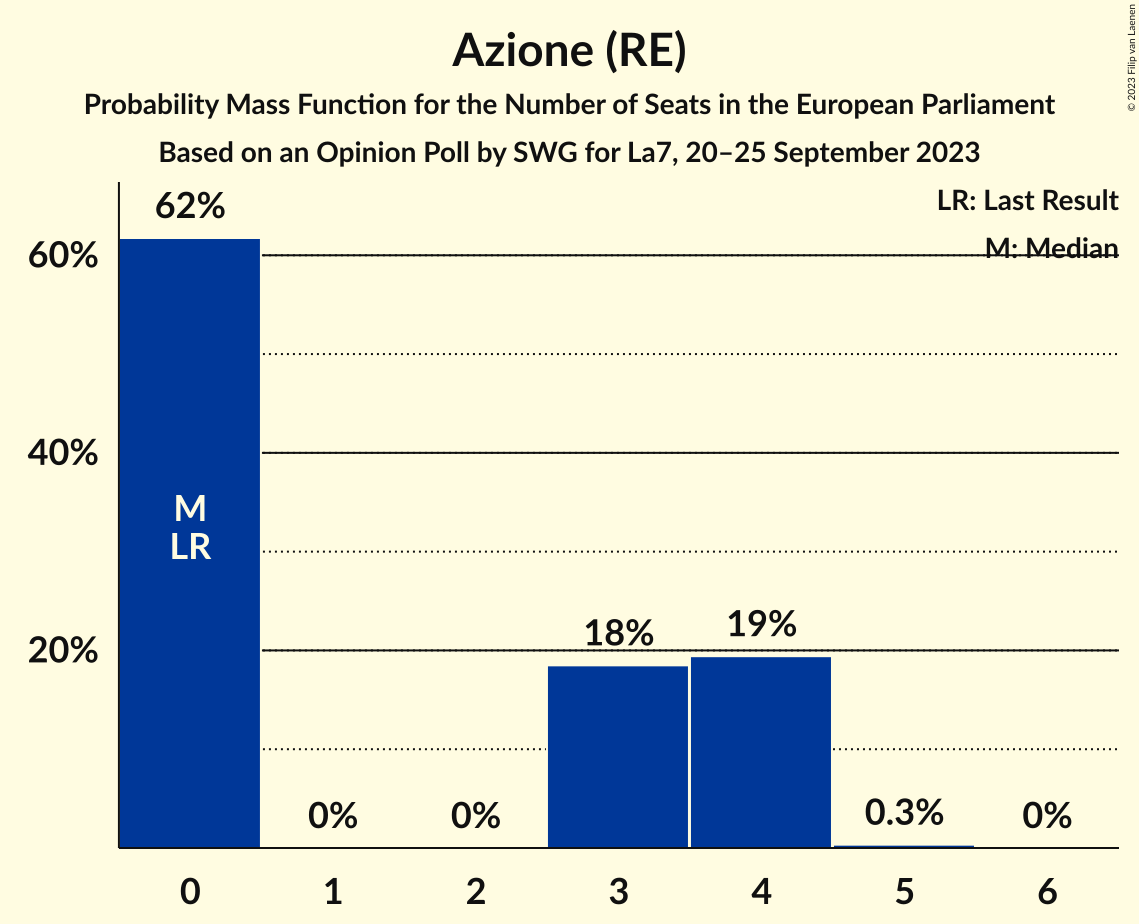 Azione (RE)
Probability Mass Function for the Number of Seats in the European Parliament
Based on an Opinion Poll by SWG for La7, 20–25 September 2023
© 2023 Filip van Laenen
LR: Last Result
M: Median
62%
60%
40%
20%
M
LR
0%
0%
18%
19%
0.3%
0%
0
1
2
3
4
5
6